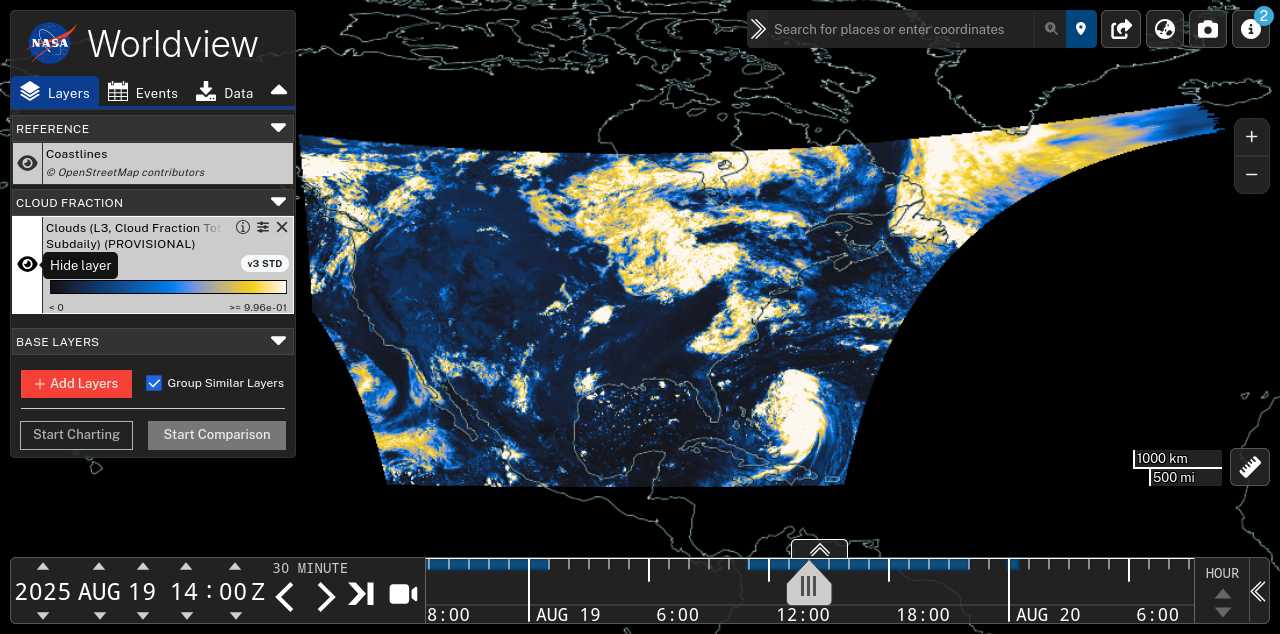 NASA
Worldview
Layers
Events
Data
REFERENCE
Coastlines
© OpenStreetMap contributors
CLOUD FRACTION
Clouds (L3, Cloud Fraction Tot
Subdaily) (PROVISIONAL)
Hide layer
v3 STD
< 0
>= 9.96e-01
BASE LAYERS
+ Add Layers
Group Similar Layers
Start Charting
Start Comparison
Search for places or enter coordinates
2
+
−
1000 km
500 mi
2025 AUG 19 14 : 00 Z
30 MINUTE
8:00
AUG 19
6:00
12:00
18:00
AUG 20
6:00
HOUR